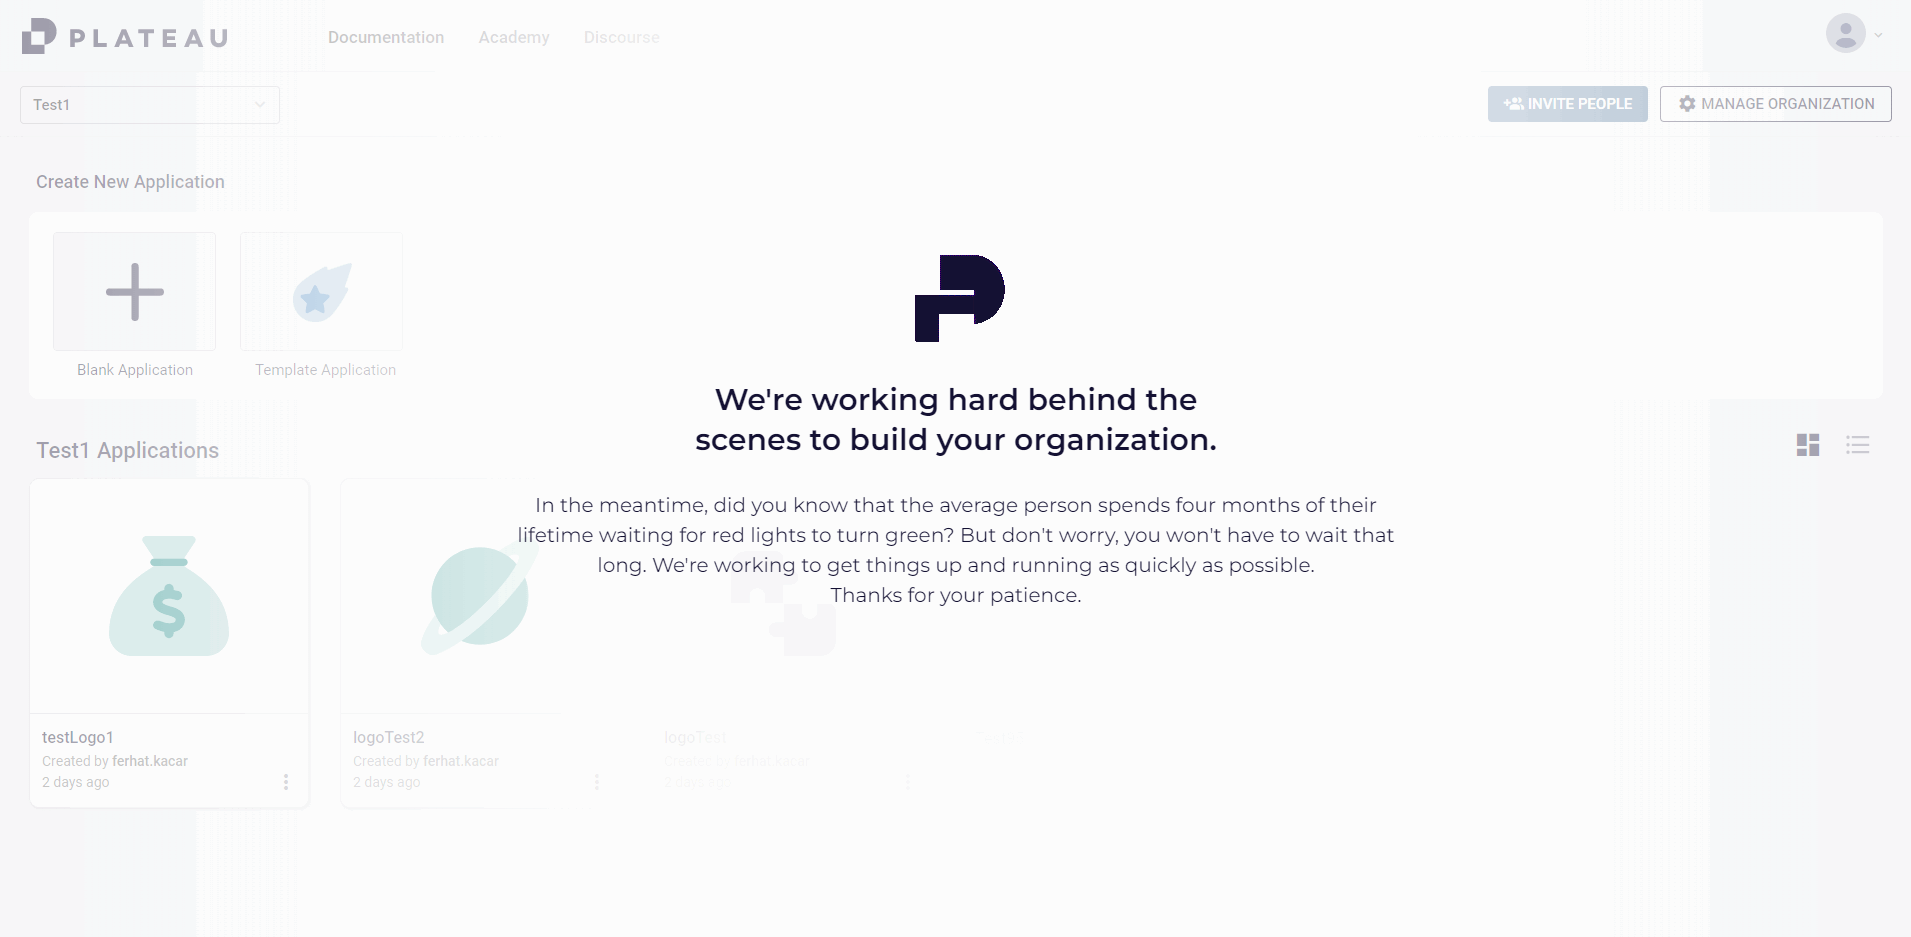 PLATEAU
Documentation
Academy
Discourse
Test1
INVITE PEOPLE
MANAGE ORGANIZATION
Create New Application
Blank Application
Template Application
We're working hard behind the
scenes to build your organization.
Test1 Applications
In the meantime, did you know that the average person spends four months of their
lifetime waiting for red lights to turn green? But don't worry, you won't have to wait that
long. We're working to get things up and running as quickly as possible.
Thanks for your patience.
testLogo1
Created by ferhat.kacar
2 days ago
logoTest2
Created by ferhat.kacar
2 days ago
logoTest
Created by ferhat.kacar
2 days ago